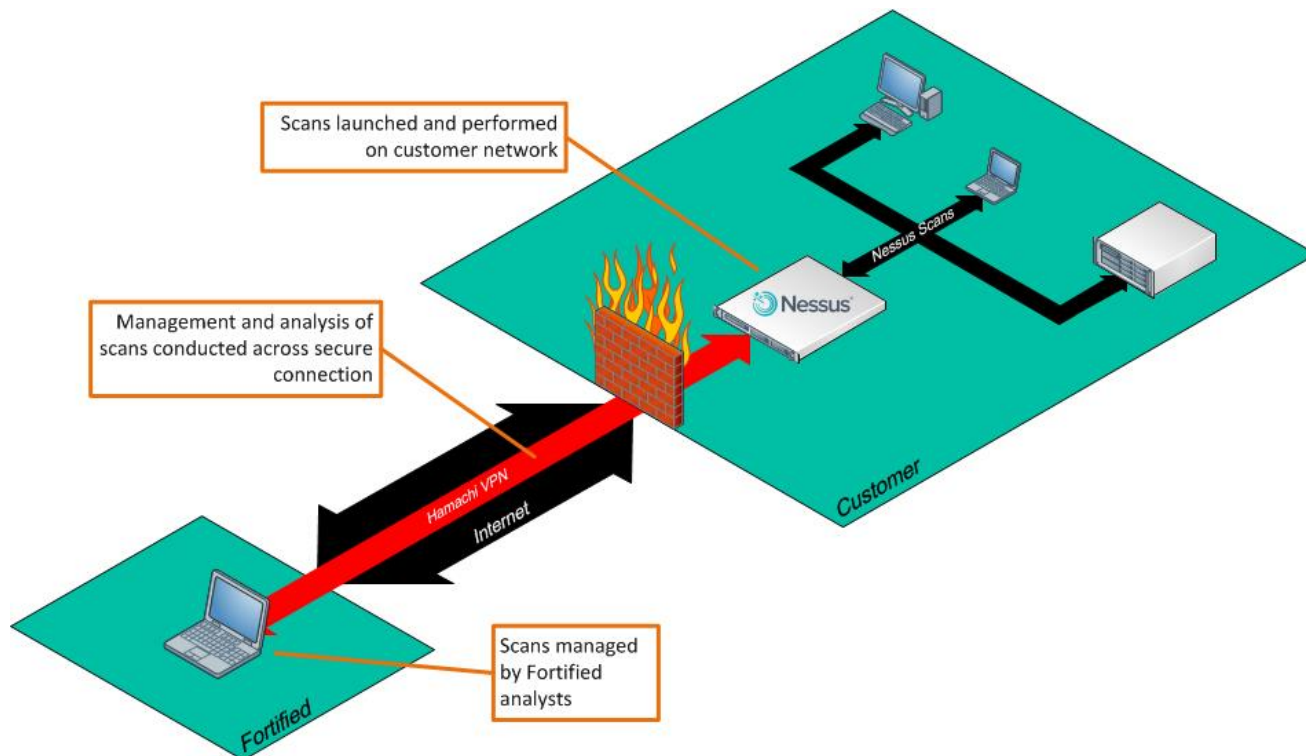 Scans launched and performed
on customer network
Nessus Scans
Nessus
Management and analysis of
scans conducted across secure
connection
Customer
Hamachi VPN
Internet
Scans managed
by Fortified
analysts
Fortified